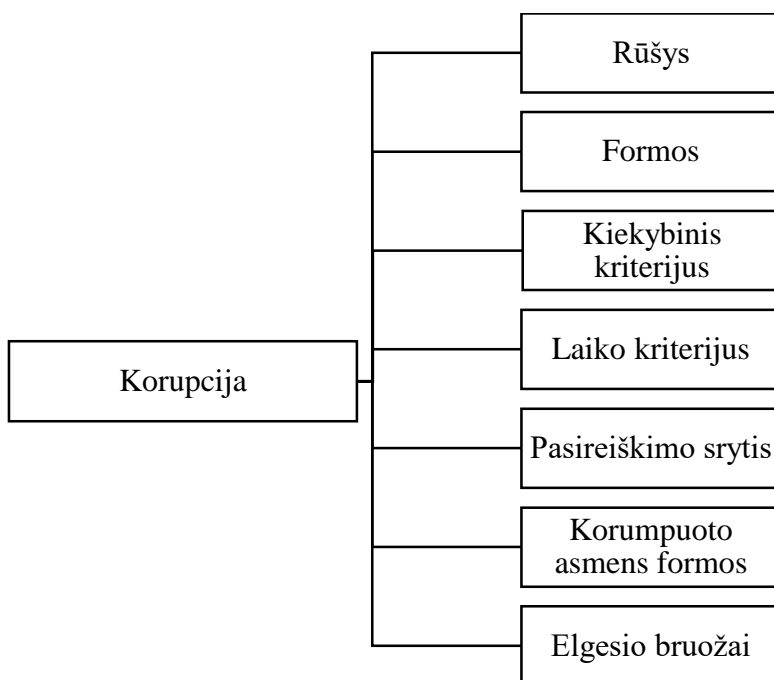 Rūšys
Formos
Kiekybinis
kriterijus
Laiko kriterijus
Korupcija
Pasireiškimo srytis
Korumpuoto
asmens formos
Elgesio bruožai